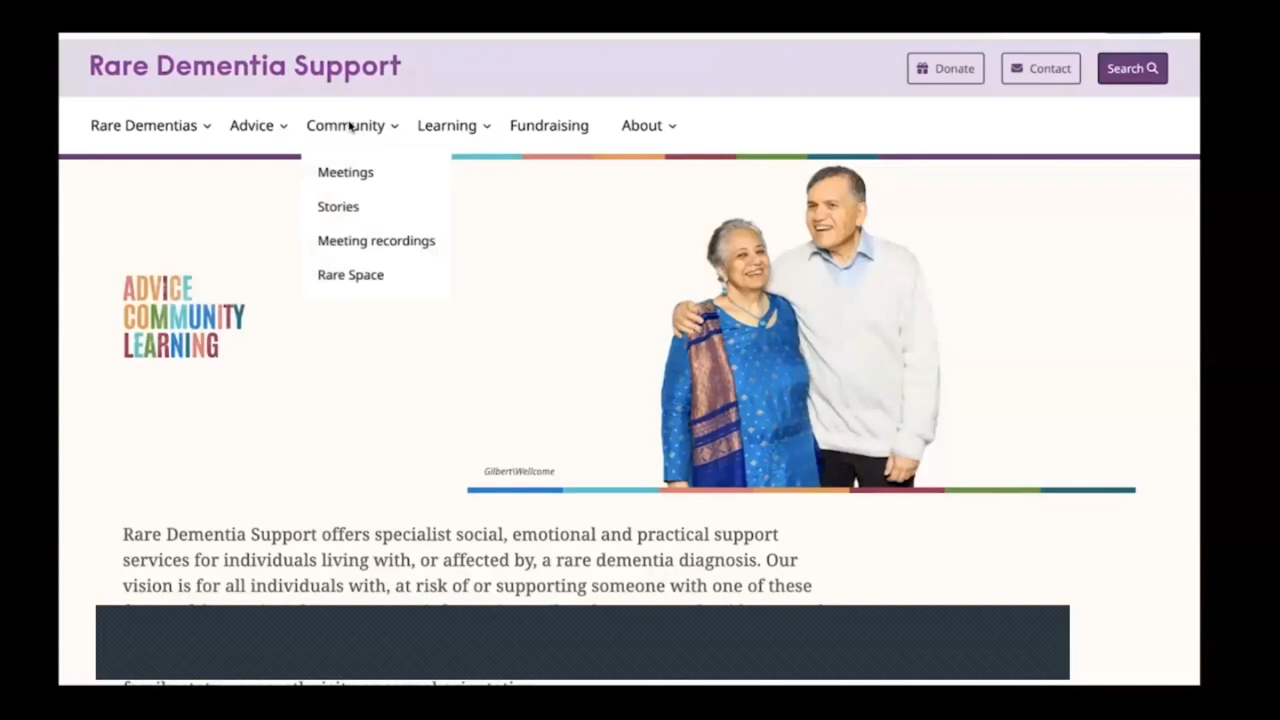 Rare Dementia Support
Donate
Contact
Search
Rare Dementias
Advice
Community
Learning
Fundraising
About
Meetings
Stories
Meeting recordings
Rare Space
ADVICE
COMMUNITY
LEARNING
Gilbert\Wellcome
Rare Dementia Support offers specialist social, emotional and practical support
services for individuals living with, or affected by, a rare dementia diagnosis. Our
vision is for all individuals with, at risk of or supporting someone with one of these